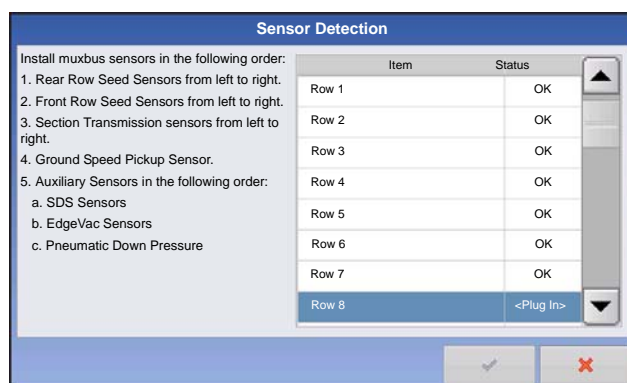 Sensor Detection
Install muxbus sensors in the following order:
1. Rear Row Seed Sensors from left to right.
2. Front Row Seed Sensors from left to right.
3. Section Transmission sensors from left to
right.
4. Ground Speed Pickup Sensor.
5. Auxiliary Sensors in the following order:
a. SDS Sensors
b. EdgeVac Sensors
c. Pneumatic Down Pressure
Item Status
Row 1 OK
Row 2 OK
Row 3 OK
Row 4 OK
Row 5 OK
Row 6 OK
Row 7 OK
Row 8 <Plug In>